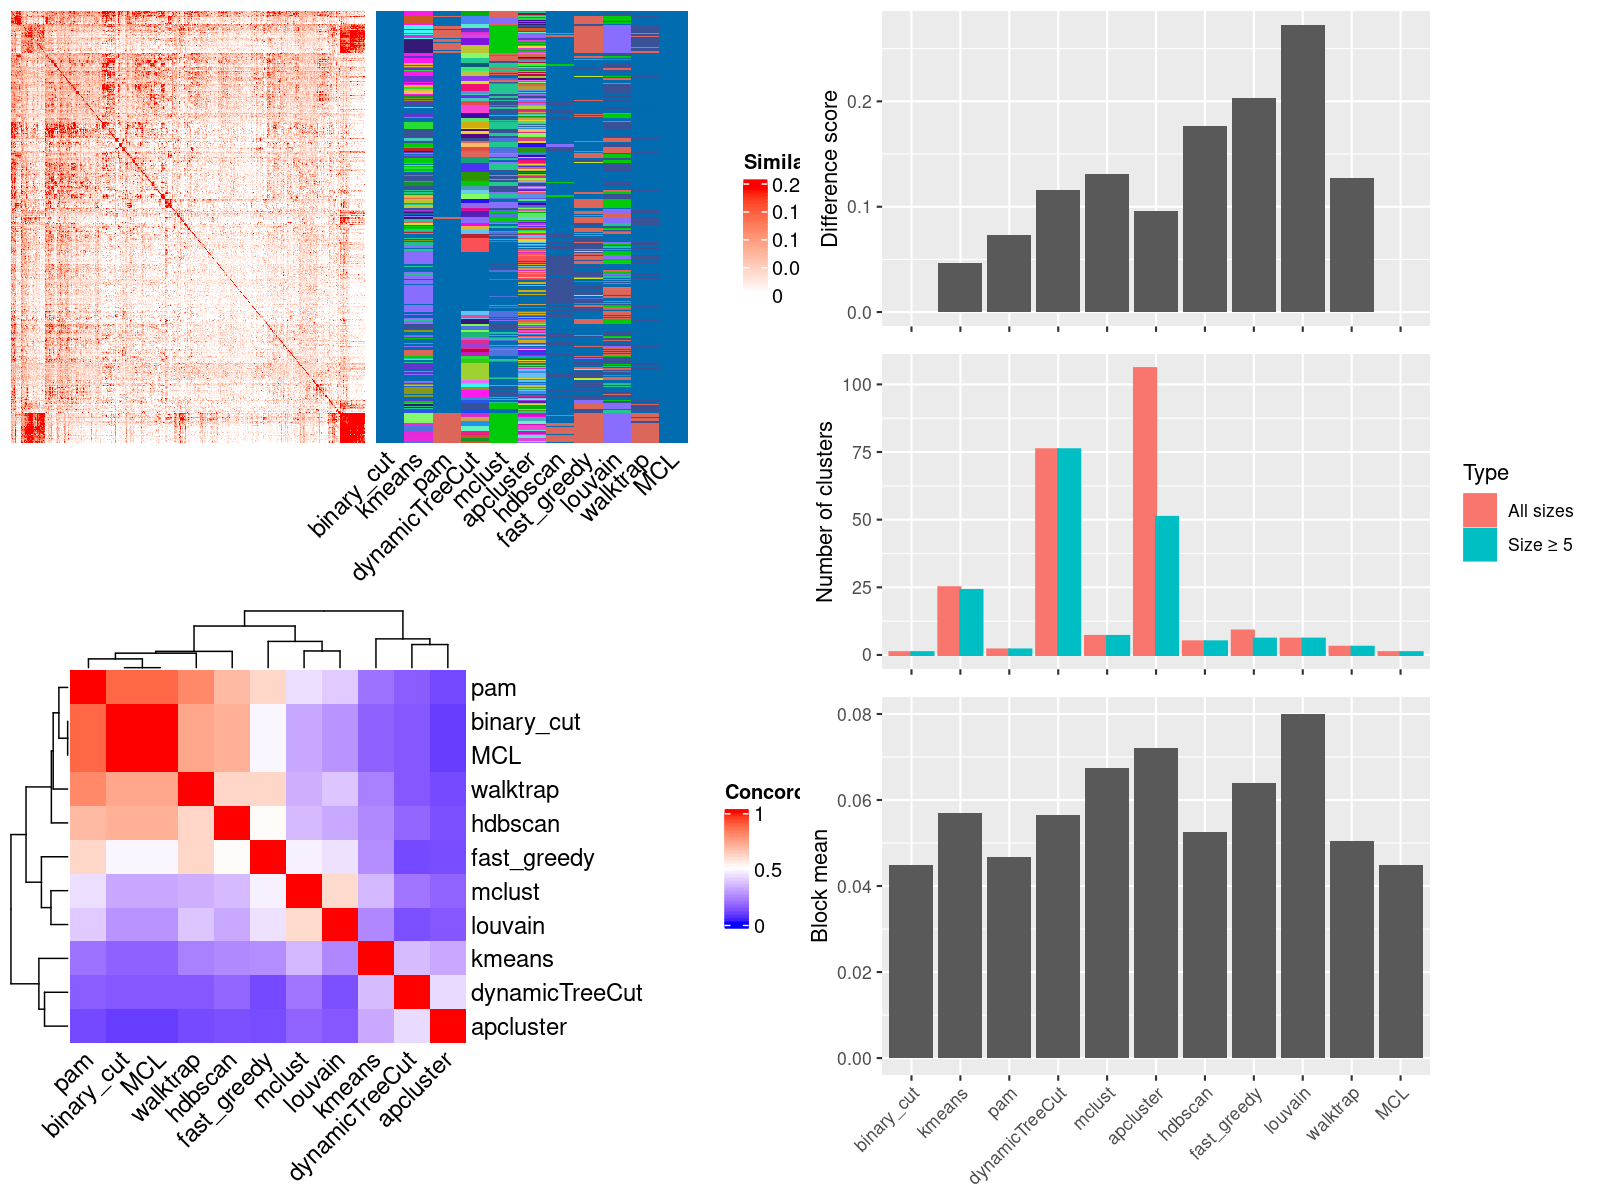 Simila
0.2
0.1
0.1
0.0
0
binary_cut
kmeans
pam
dynamicTreeCut
mclust
apcluster
hdbscan
fast_greedy
louvain
walktrap
MCL
pam
binary_cut
MCL
walktrap
hdbscan
fast_greedy
mclust
louvain
kmeans
dynamicTreeCut
apcluster
pam
binary_cut
MCL
walktrap
hdbscan
fast_greedy
mclust
louvain
kmeans
dynamicTreeCut
apcluster
Concord
1
0.5
0
Difference score
0.2
0.1
0.0
Number of clusters
100
75
50
25
0
Type
All sizes
Size ≥ 5
Block mean
0.08
0.06
0.04
0.02
0.00
binary_cut
kmeans
pam
dynamicTreeCut
mclust
apcluster
hdbscan
fast_greedy
louvain
walktrap
MCL